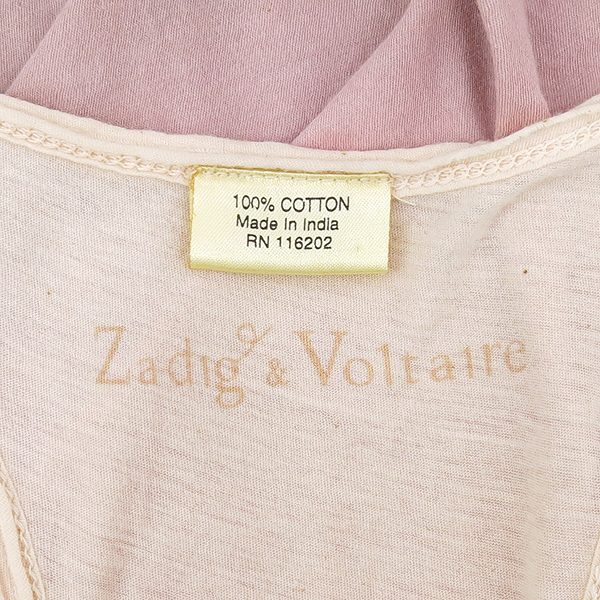 100% COTTON
Made In India
RN 116202
Zadig & Voltaire